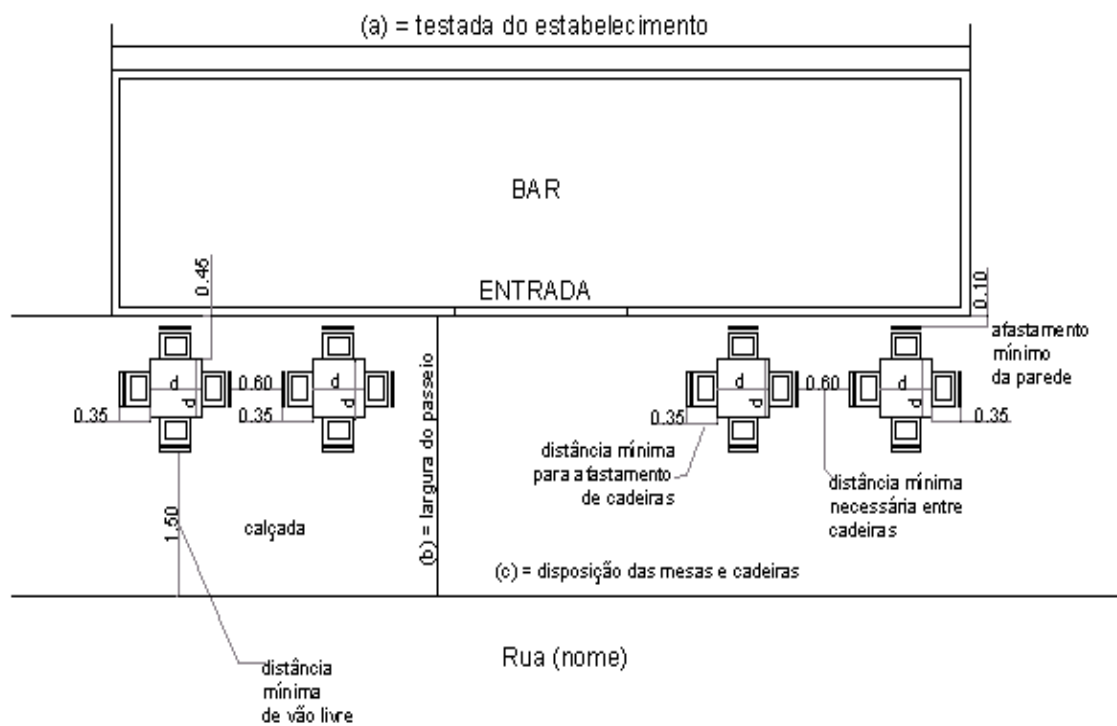 (a) = testada do estabelecimento
BAR
ENTRADA
0.45
0.10
afastamento
mínimo
da parede
d
d
0.60
d
d
0.35
0.35
(b) = largura do passeio
d
d
0.60
d
d
0.35
0.35
distância mínima
para afastamento
de cadeiras
distância mínima
necessária entre
cadeiras
1.50
calçada
(c) = disposição das mesas e cadeiras
Rua (nome)
distância
mínima
de vão livre